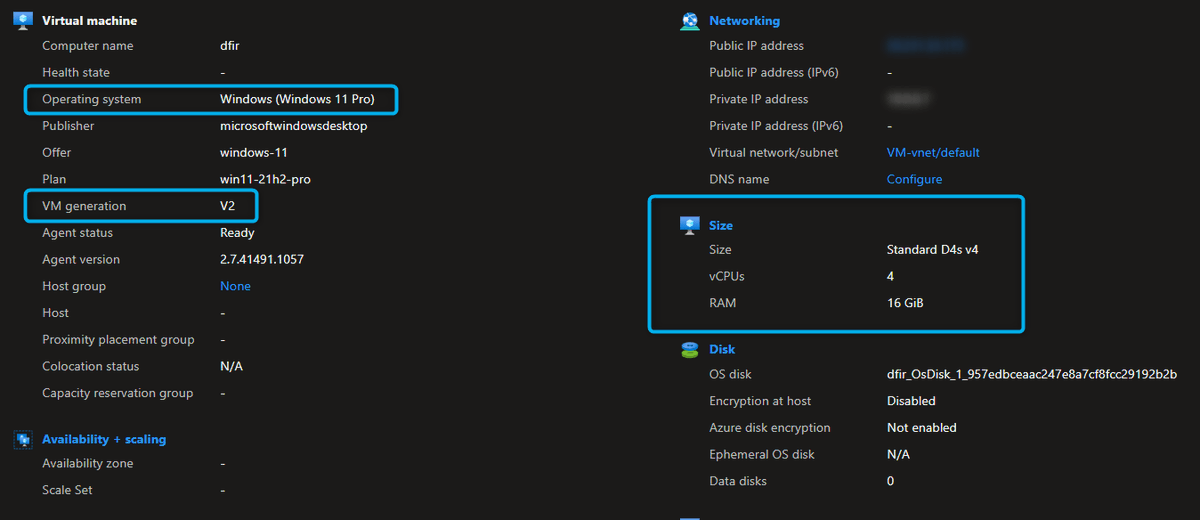 Virtual machine
Computer name dfir
Health state -
Operating system Windows (Windows 11 Pro)
Publisher microsoftwindowsdesktop
Offer windows-11
Plan win11-21h2-pro
VM generation V2
Agent status Ready
Agent version 2.7.41491.1057
Host group None
Host -
Proximity placement group -
Colocation status N/A
Capacity reservation group -
Availability + scaling
Availability zone -
Scale Set -
Networking
Public IP address
Public IP address (IPv6) -
Private IP address
Private IP address (IPv6) -
Virtual network/subnet VM-vnet/default
DNS name Configure
Size
Size Standard D4s v4
vCPUs 4
RAM 16 GiB
Disk
OS disk dfir_OsDisk_1_957edbceaac247e8a7cf8fcc29192b2b
Encryption at host Disabled
Azure disk encryption Not enabled
Ephemeral OS disk N/A
Data disks 0